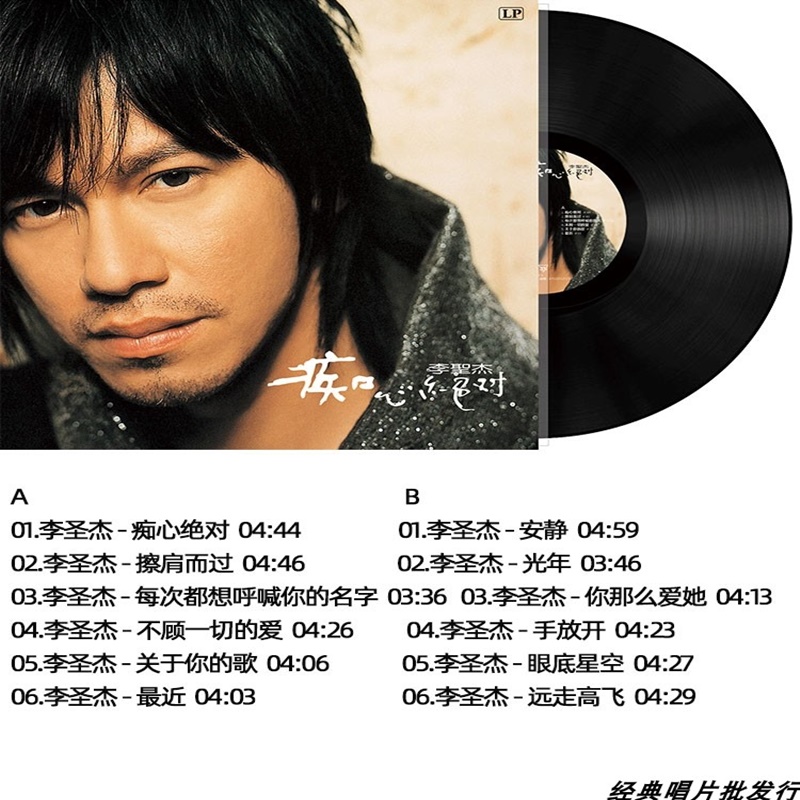 LP
李聖杰
痴心絕对
A
01.李圣杰 - 痴心绝对 04:44
02.李圣杰 - 擦肩而过 04:46
03.李圣杰 - 每次都想呼喊你的名字 03:36
04.李圣杰 - 不顾一切的爱 04:26
05.李圣杰 - 关于你的歌 04:06
06.李圣杰 - 最近 04:03
B
01.李圣杰 - 安静 04:59
02.李圣杰 - 光年 03:46
03.李圣杰 - 你那么爱她 04:13
04.李圣杰 - 手放开 04:23
05.李圣杰 - 眼底星空 04:27
06.李圣杰 - 远走高飞 04:29
经典唱片批发行